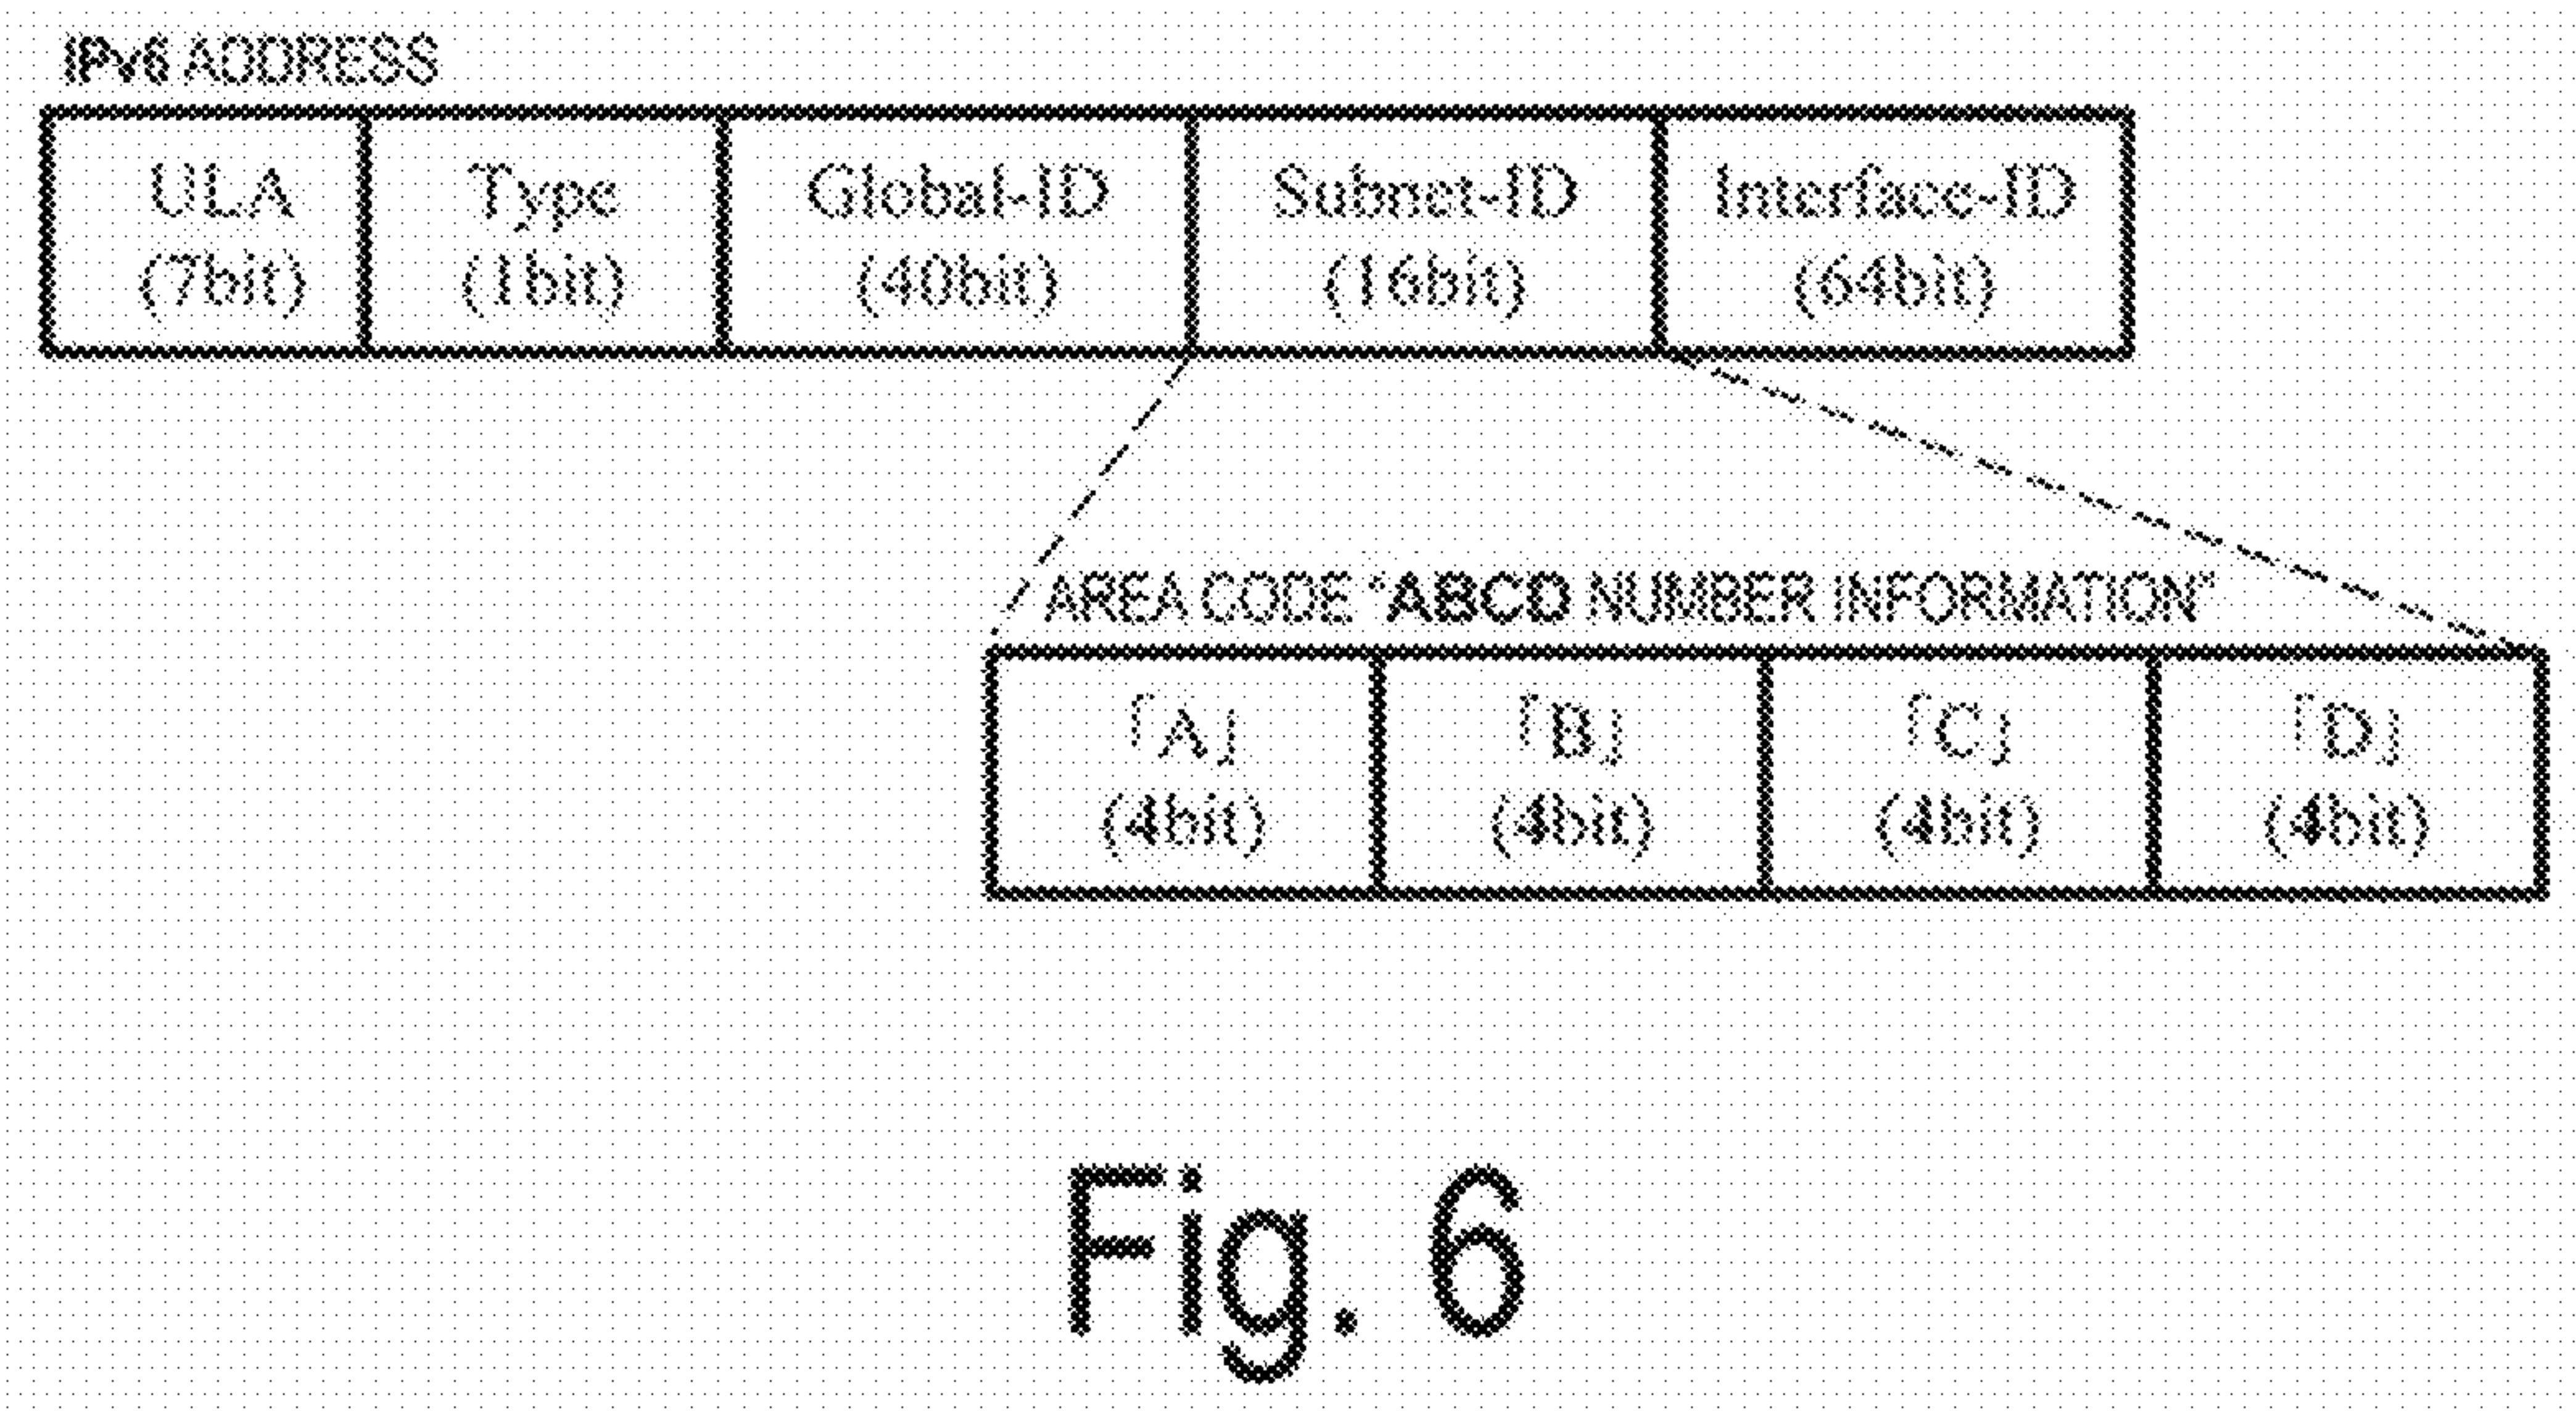 IPv6 ADDRESS
ULA Type Global-ID Subnet-ID Interface-ID
(7bit) (1bit) (40bit) (16bit) (64bit)
AREA CODE "ABCD NUMBER INFORMATION"
「A」 「B」 「C」 「D」
(4bit) (4bit) (4bit) (4bit)
Fig. 6